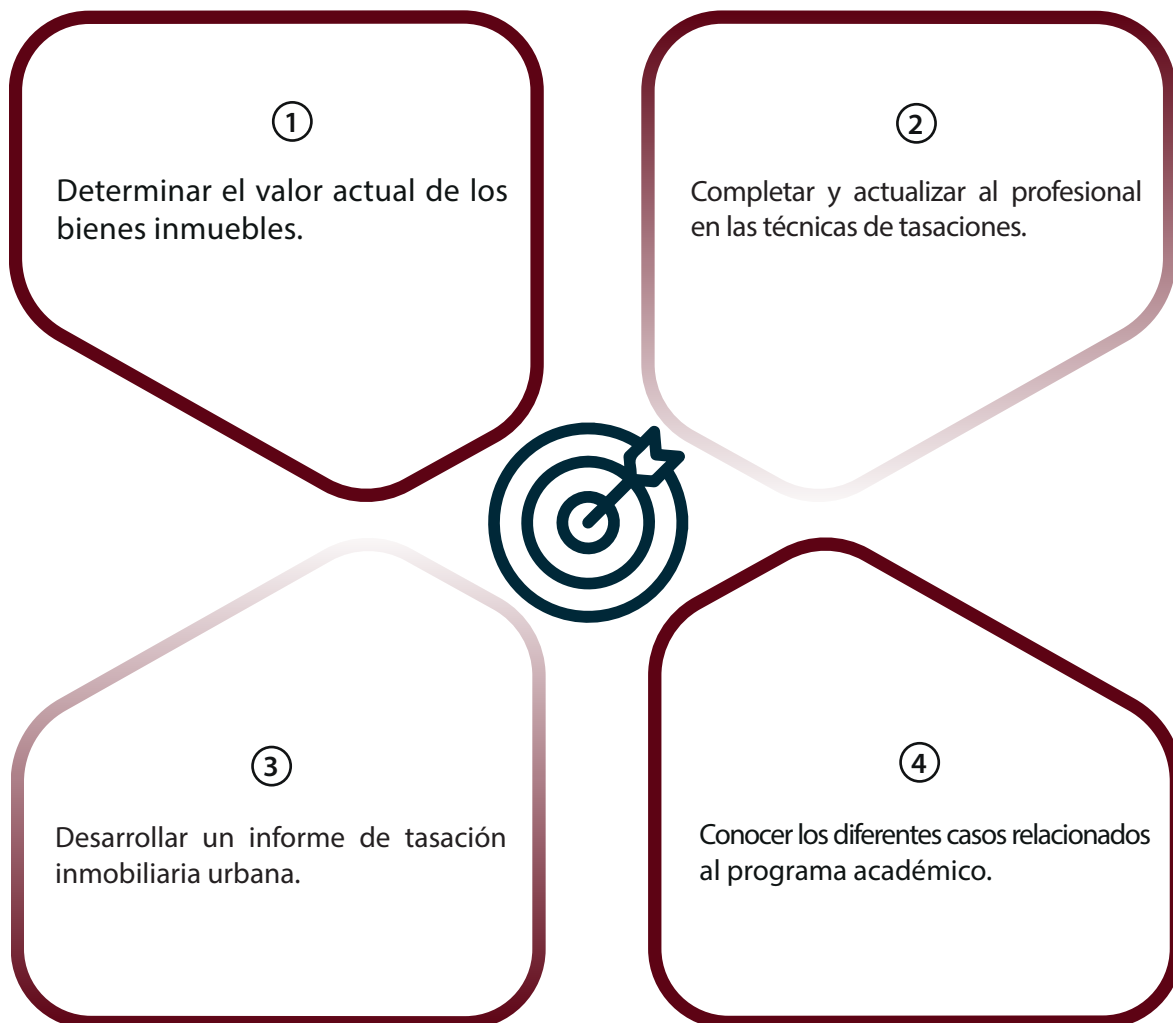 1
Determinar el valor actual de los
bienes inmuebles.
2
Completar y actualizar al profesional
en las técnicas de tasaciones.
3
Desarrollar un informe de tasación
inmobiliaria urbana.
4
Conocer los diferentes casos relacionados
al programa académico.